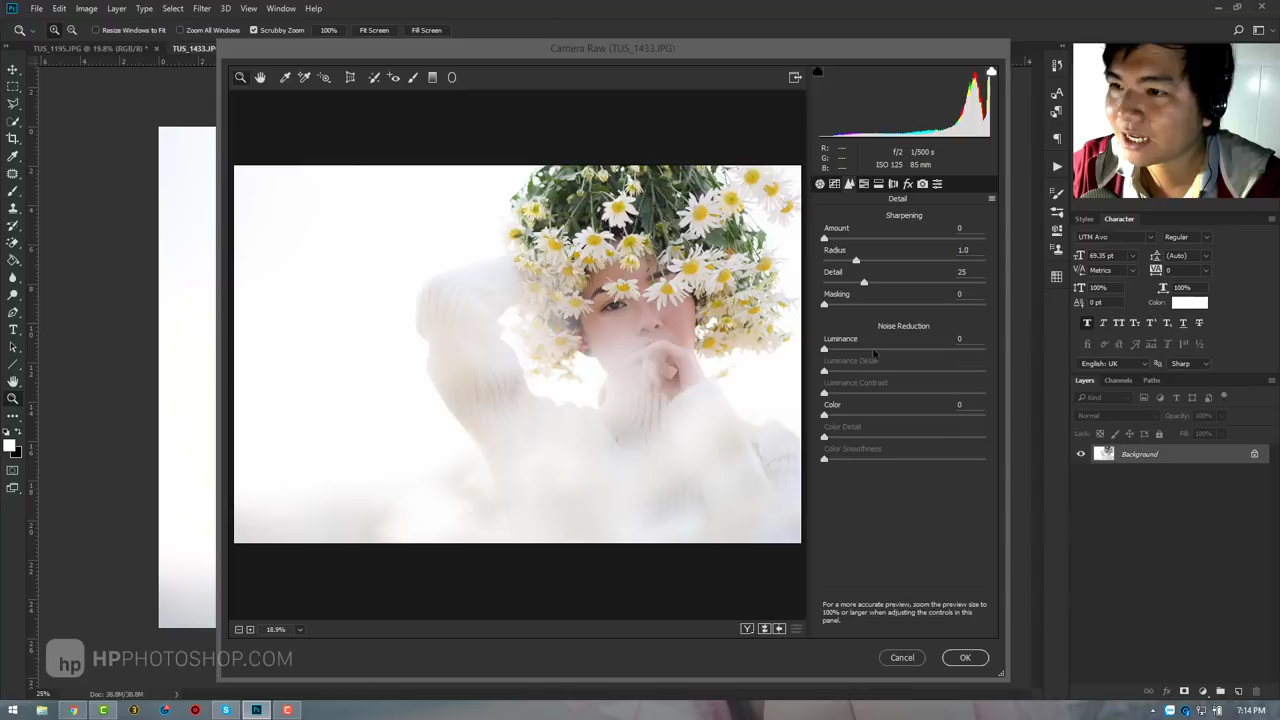 File Edit Image Layer Type Select Filter 3D View Window Help
Resize Windows to Fit Zoom All Windows Scrubby Zoom 100% Fit Screen Fill Screen
TUS_1195.JPG @ 19.8% (RGB/8) * × TUS_1433.JP
Camera Raw (TUS_1433.JPG)
R: ---
G: ---
B: ---
f/2 1/500 s
ISO 125 85 mm
Detail
Sharpening
Amount 0
Radius 1.0
Detail 25
Masking 0
Noise Reduction
Luminance 0
Luminance Detail
Luminance Contrast
Color 0
Color Detail
Color Smoothness
For a more accurate preview, zoom the preview size to
100% or larger when adjusting the controls in this
panel.
18.9%
Cancel OK
Styles Character
UTM Avo Regular
69.35 pt (Auto)
Metrics 0
100% 100%
0 pt Color:
English: UK Sharp
Layers Channels Paths
Kind
Normal Opacity: 100%
Lock: Fill: 100%
Background
hp HPPHOTOSHOP.COM
25% Doc: 38.8M/38.8M
7:14 PM